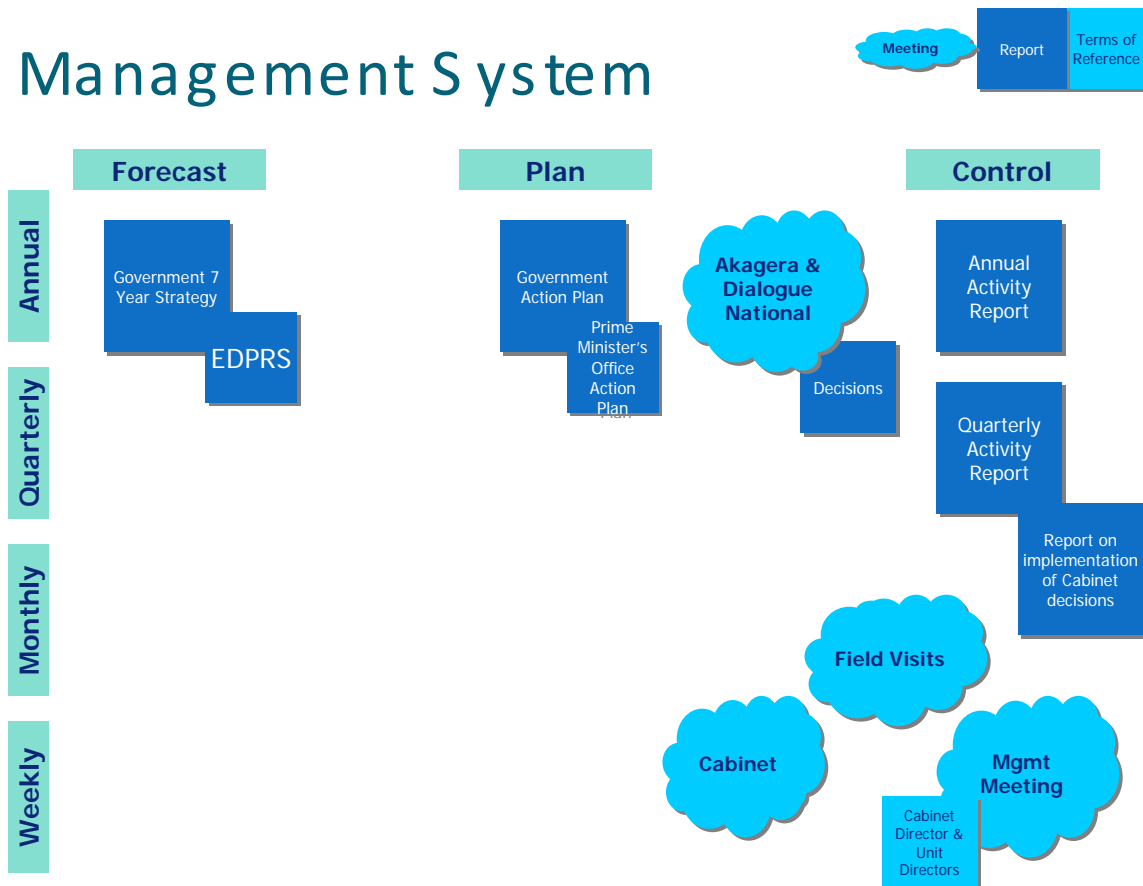 Management System
Meeting
Report
Terms of
Reference
Forecast
Plan
Control
Annual
Government 7
Year Strategy
EDPRS
Government
Action Plan
Prime
Minister's
Office
Action
Plan
Akagera &
Dialogue
National
Decisions
Annual
Activity
Report
Quarterly
Quarterly
Activity
Report
Report on
implementation
of Cabinet
decisions
Monthly
Field Visits
Weekly
Cabinet
Mgmt
Meeting
Cabinet
Director &
Unit
Directors